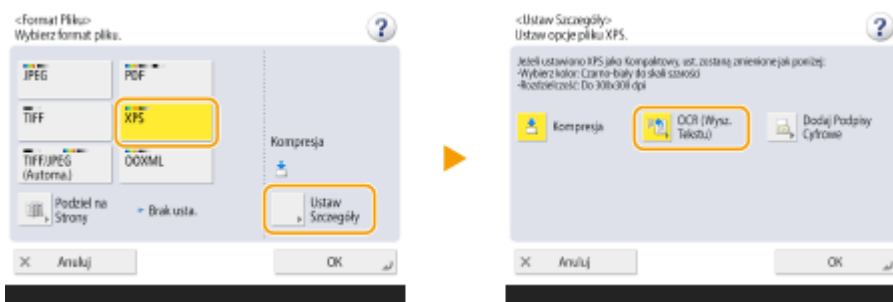 <Format Pliku>
Wybierz format pliku.
?
JPEG
PDF
TIFF
XPS
TIFF/JPEG
(Automa.)
OOXML
Kompresja
Podziel na
Strony
Brak usta.
Ustaw
Szczegóły
Anuluj
OK
<Ustaw Szczegóły>
Ustaw opcje pliku XPS.
?
Jeżeli ustawiono XPS jako Kompaktowy, ust. zostaną zmienione jak poniżej:
-Wybierz kolor: Czarno-biały do skali szarości
-Rozdzielczość: Do 300x300 dpi
Kompresja
OCR (Wysz.
Tekstu)
Dodaj Podpisy
Cyfrowe
Anuluj
OK